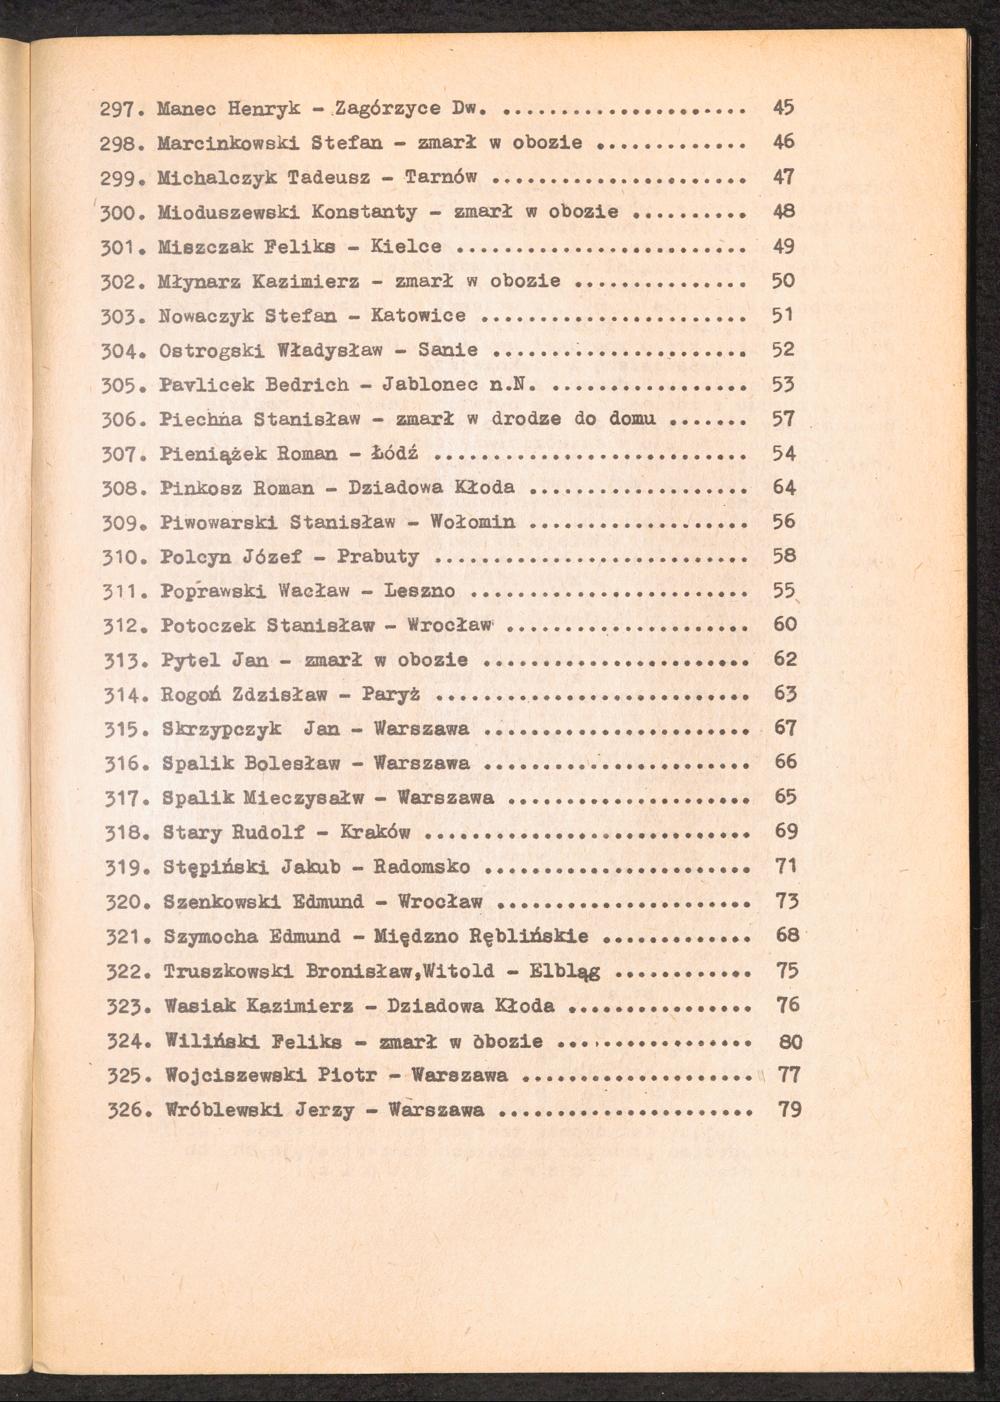 297. Manec Henryk - Zagórzyce Dw. ..................... 45
298. Marcinkowski Stefan - zmarł w obozie ............. 46
299. Michalczyk Tadeusz - Tarnów ...................... 47
300. Mioduszewski Konstanty - zmarł w obozie .......... 48
301. Miszczak Feliks - Kielce ......................... 49
302. Młynarz Kazimierz - zmarł w obozie ............... 50
303. Nowaczyk Stefan - Katowice ....................... 51
304. Ostrogski Władysław - Sanie ...................... 52
305. Pavlicek Bedrich - Jablonec n.N. ................. 53
306. Piechna Stanisław - zmarł w drodze do domu ....... 57
307. Pieniążek Roman - Łódź ........................... 54
308. Pinkosz Roman - Dziadowa Kłoda ................... 64
309. Piwowarski Stanisław - Wołomin ................... 56
310. Polcyn Józef - Prabuty ........................... 58
311. Poprawski Wacław - Leszno ........................ 55
312. Potoczek Stanisław - Wrocław ..................... 60
313. Pytel Jan - zmarł w obozie ....................... 62
314. Rogoń Zdzisław - Paryż ........................... 63
315. Skrzypczyk  Jan - Warszawa ....................... 67
316. Spalik Bolesław - Warszawa ....................... 66
317. Spalik Mieczysałw - Warszawa ..................... 65
318. Stary Rudolf - Kraków ............................ 69
319. Stępiński Jakub - Radomsko ....................... 71
320. Szenkowski Edmund - Wrocław ...................... 73
321. Szymocha Edmund - Międzno Ręblińskie ............. 68
322. Truszkowski Bronisław,Witold - Elbląg ............ 75
323. Wasiak Kazimierz - Dziadowa Kłoda ................ 76
324. Wiliński Feliks - zmarł w obozie ................. 80
325. Wojciszewski Piotr - Warszawa .................... 77
326. Wróblewski Jerzy - Warszawa ...................... 79